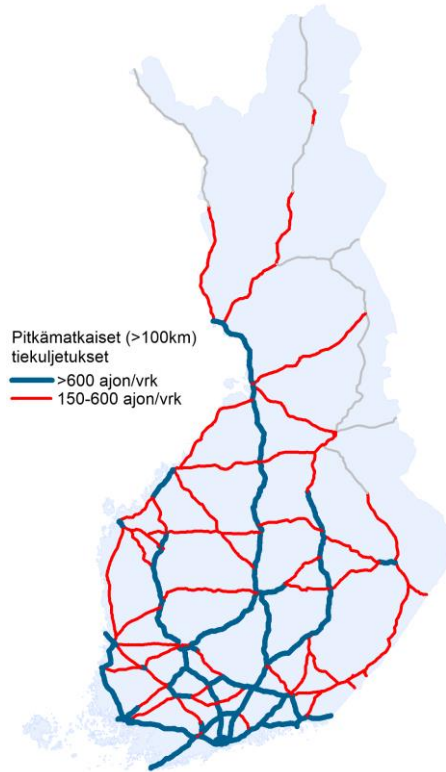 Pitkämatkaiset (>100km)
tiekuljetukset
>600 ajon/vrk
150-600 ajon/vrk